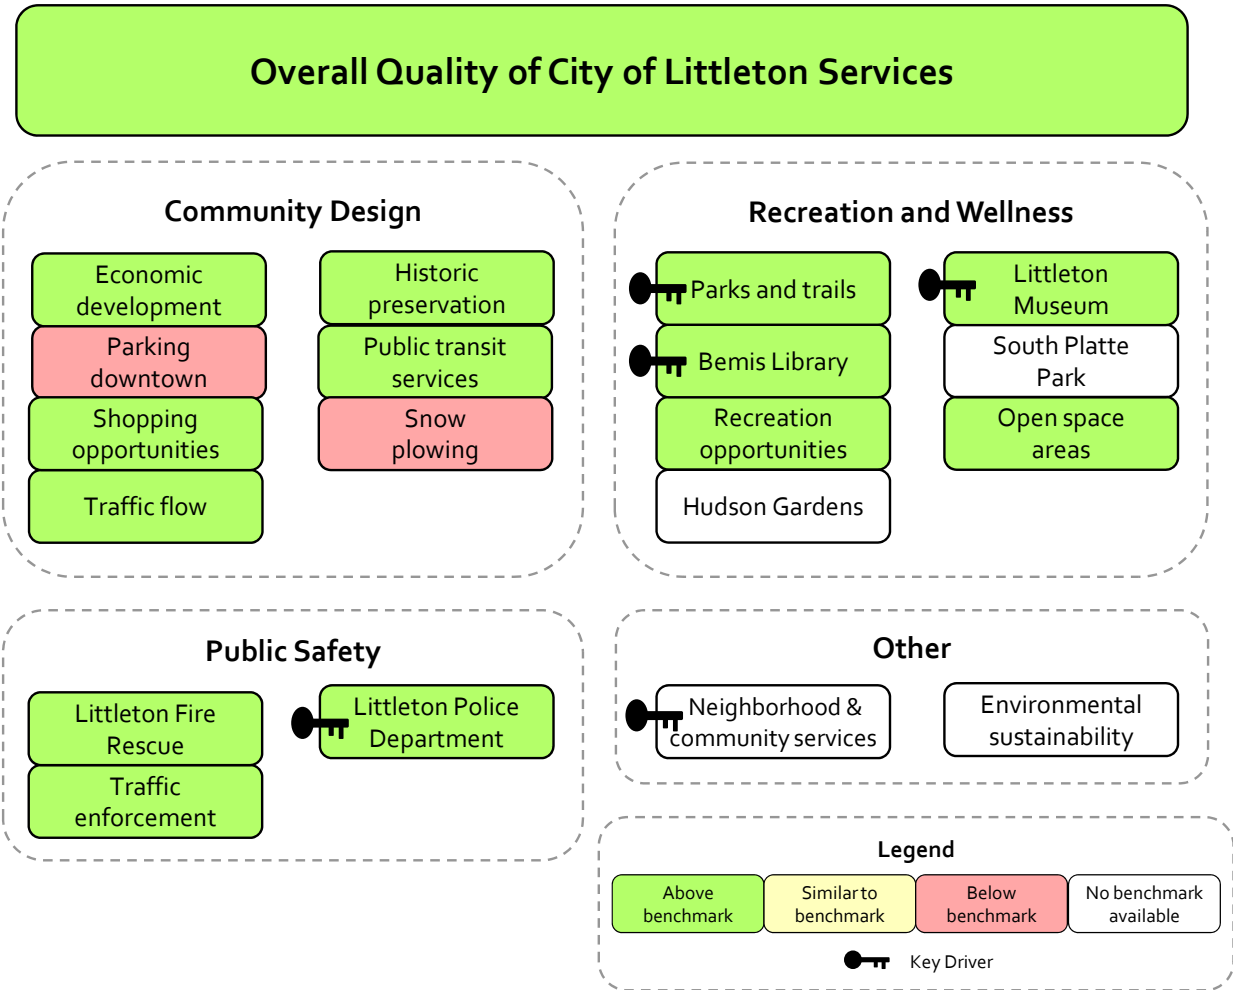 Overall Quality of City of Littleton Services
Community Design
Economic
development
Parking
downtown
Shopping
opportunities
Traffic flow
Historic
preservation
Public transit
services
Snow
plowing
Recreation and Wellness
Parks and trails
Bemis Library
Recreation
opportunities
Hudson Gardens
Littleton
Museum
South Platte
Park
Open space
areas
Public Safety
Littleton Fire
Rescue
Traffic
enforcement
Littleton Police
Department
Other
Neighborhood &
community services
Environmental
sustainability
Legend
Above
benchmark
Similar to
benchmark
Below
benchmark
No benchmark
available
Key Driver